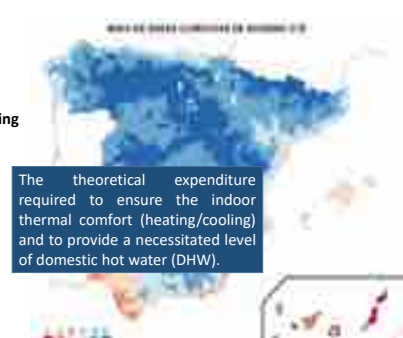 ing
The theoretical expenditure
required to ensure the indoor
thermal comfort (heating/cooling)
and to provide a necessitated level
of domestic hot water (DHW).